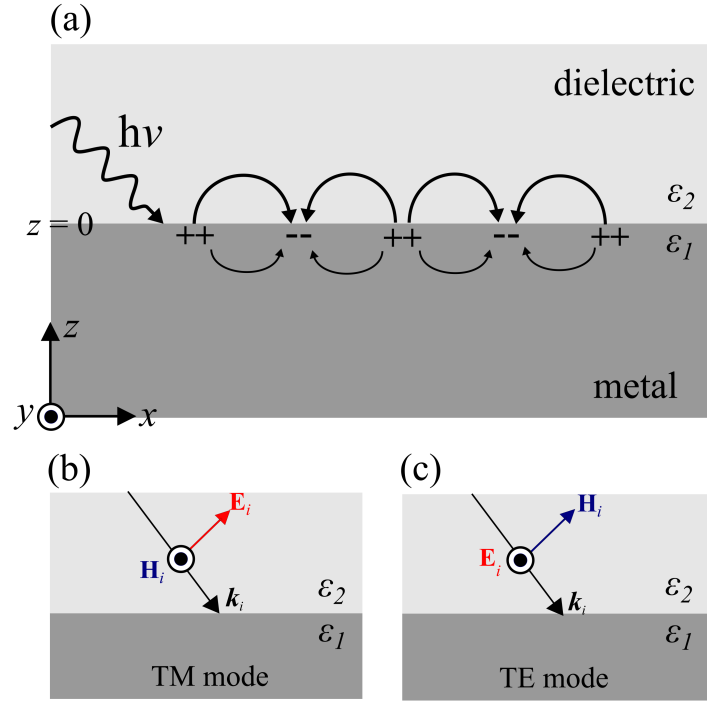 (a)
dielectric
hν
ε2
z = 0
++ -- ++ -- ++
ε1
z
metal
y x
(b)
Ei
Hi
ki
ε2
ε1
TM mode
(c)
Hi
Ei
ki
ε2
ε1
TE mode